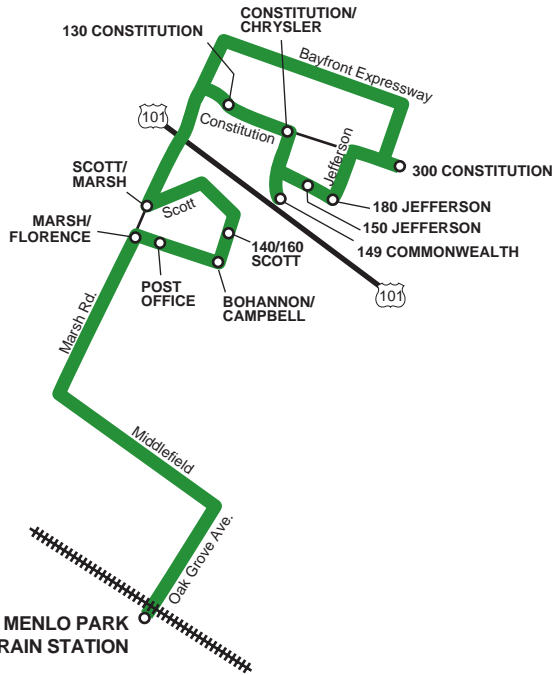 CONSTITUTION/
CHRYSLER
130 CONSTITUTION
Bayfront Expressway
101
Constitution
Jefferson
300 CONSTITUTION
SCOTT/
MARSH
Scott
180 JEFFERSON
MARSH/
FLORENCE
150 JEFFERSON
140/160
SCOTT
149 COMMONWEALTH
POST
OFFICE
BOHANNON/
CAMPBELL
101
Marsh Rd.
Middlefield
Oak Grove Ave.
MENLO PARK
RAIN STATION